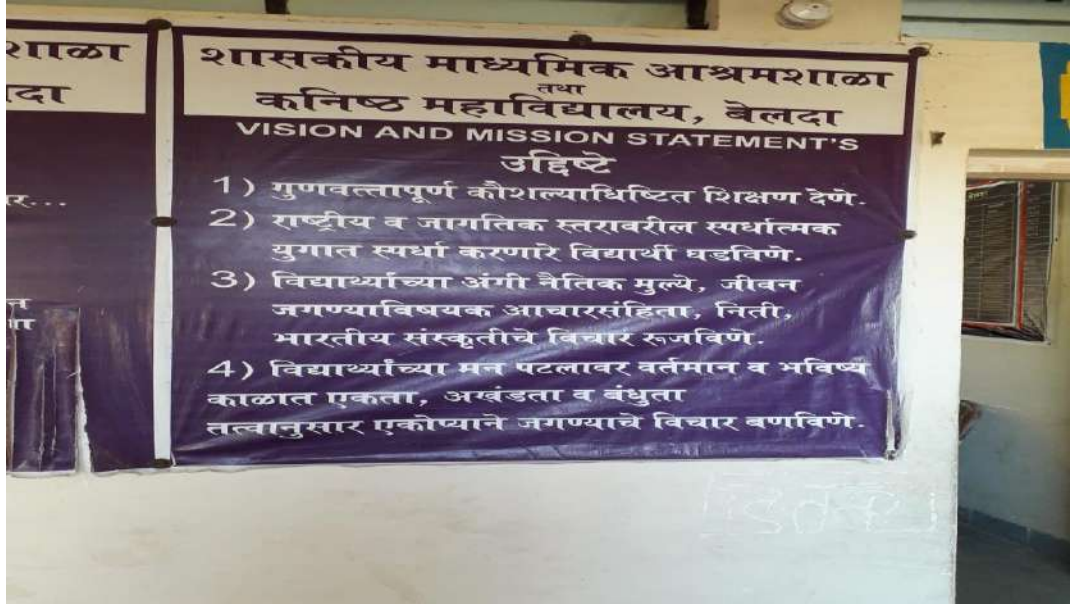 शाळा
शासकीय माध्यमिक आश्रमशाळा
तथा
कनिष्ठ महाविद्यालय, बेलदा
VISION AND MISSION STATEMENT'S
उद्दिष्टे
1) गुणवत्तापूर्ण कौशल्याधिष्टित शिक्षण देणे.
2) राष्ट्रीय व जागतिक स्तरावरील स्पर्धात्मक
युगात स्पर्धा करणारे विद्यार्थी घडविणे.
3) विद्यार्थ्यांच्या अंगी नैतिक मुल्ये, जीवन
जगण्याविषयक आचारसंहिता, निती,
भारतीय संस्कृतीचे विचार रूजविणे.
4) विद्यार्थ्यांच्या मन पटलावर वर्तमान व भविष्य
काळात एकता, अखंडता व बंधुता
तत्वानुसार एकोप्याने जगण्याचे विचार बणविणे.